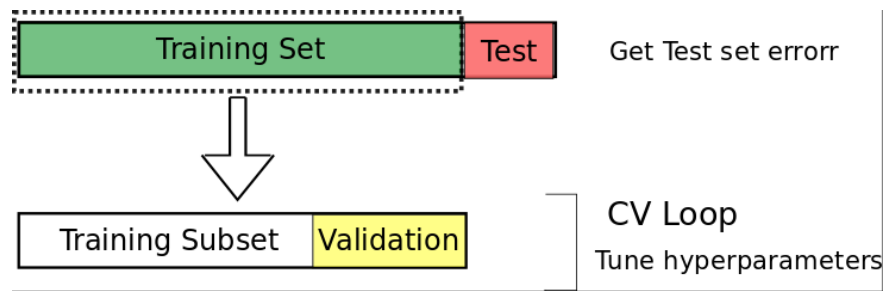 Training Set Test Get Test set errorr
Training Subset Validation CV Loop
Tune hyperparameters